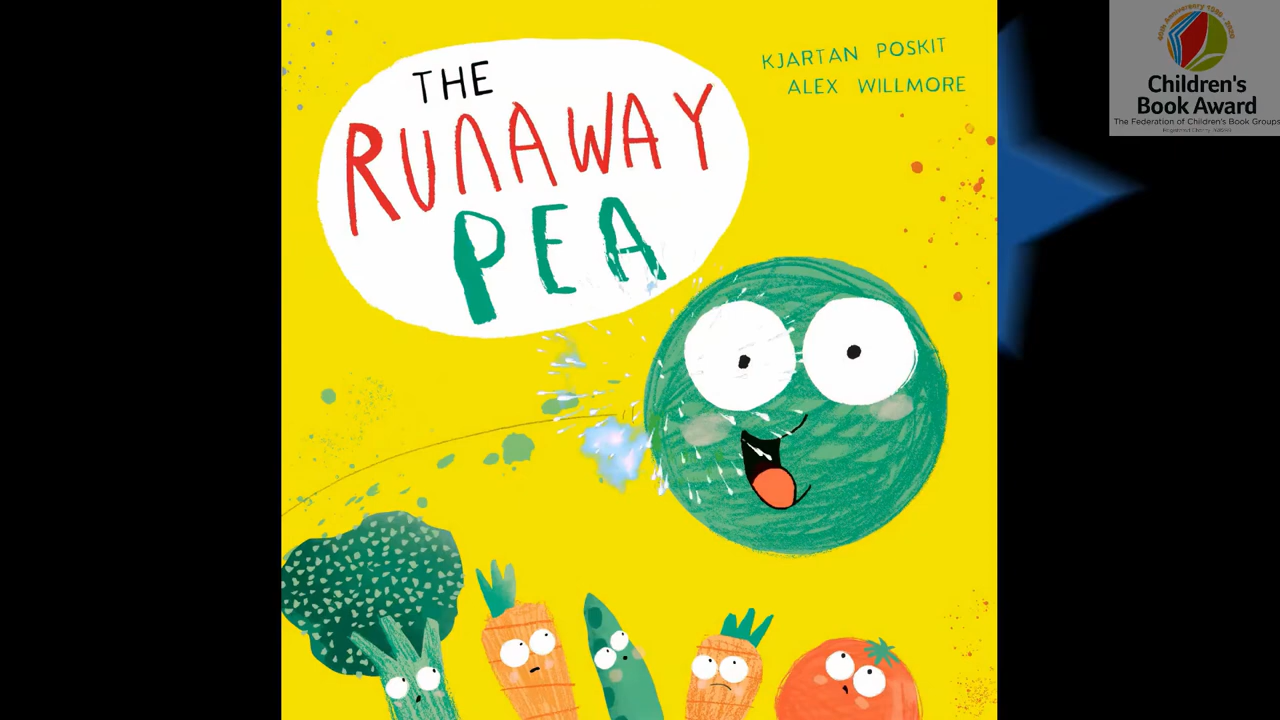 THE
RUNAWAY
PEA
KJARTAN POSKIT
ALEX WILLMORE
Children's
Book Award
The Federation of Children's Book Groups